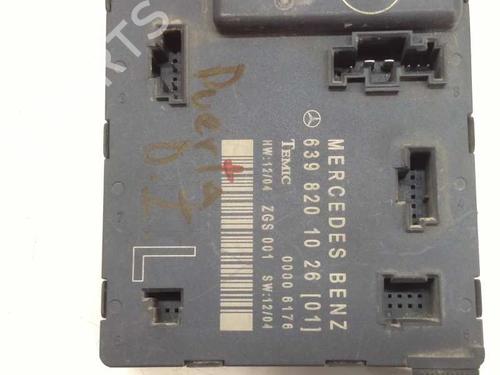 MERCEDES BENZ
639 820 10 26 [01]
TEMIC
0000 6176
HW:12/04 ZGS 001 SW:12/04
Puerta
D. I.
L
PARTS